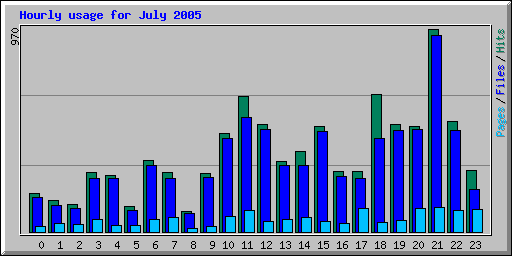 Hourly usage for July 2005
970
Pages / Files / Hits
0 1 2 3 4 5 6 7 8 9 10 11 12 13 14 15 16 17 18 19 20 21 22 23